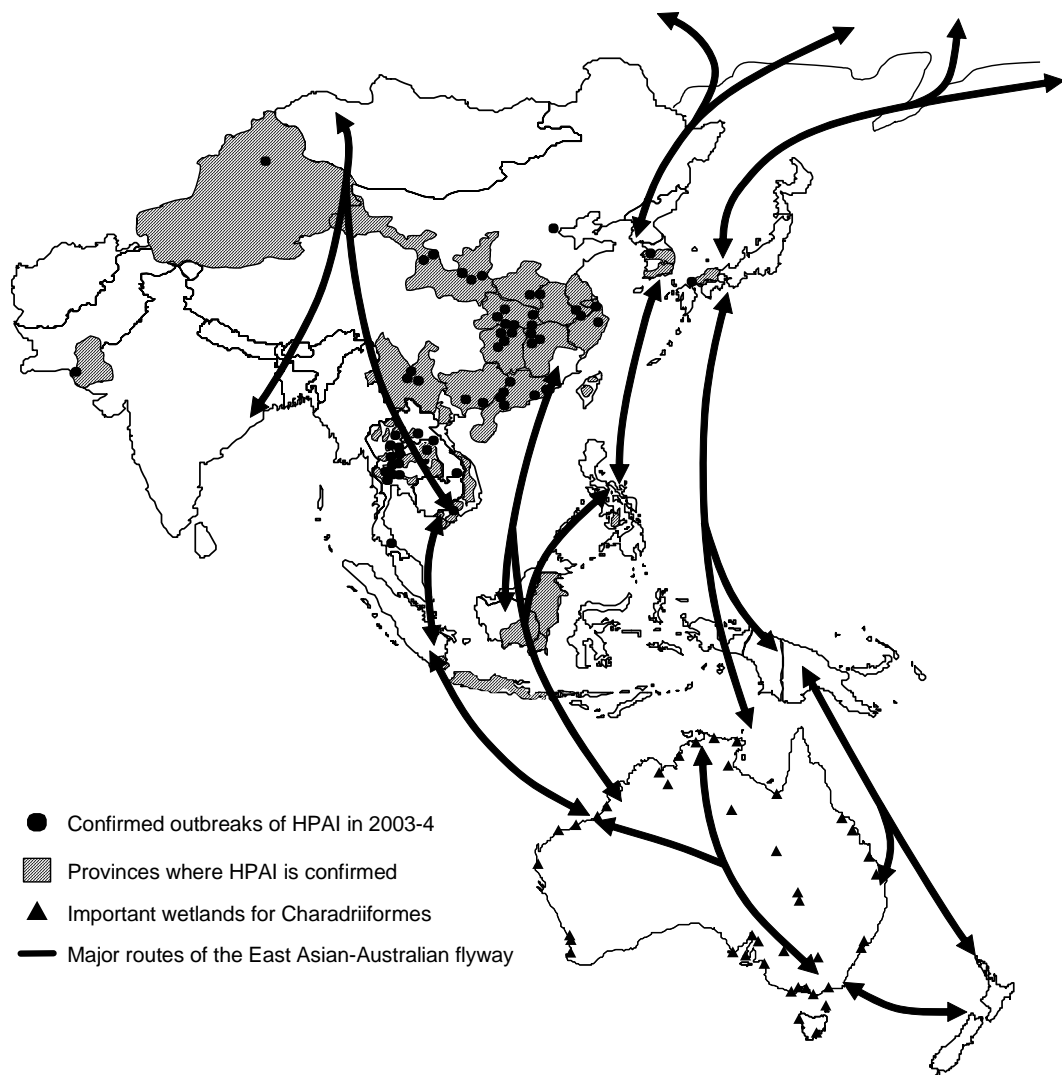 Confirmed outbreaks of HPAI in 2003-4
Provinces where HPAI is confirmed
Important wetlands for Charadriiformes
Major routes of the East Asian-Australian flyway